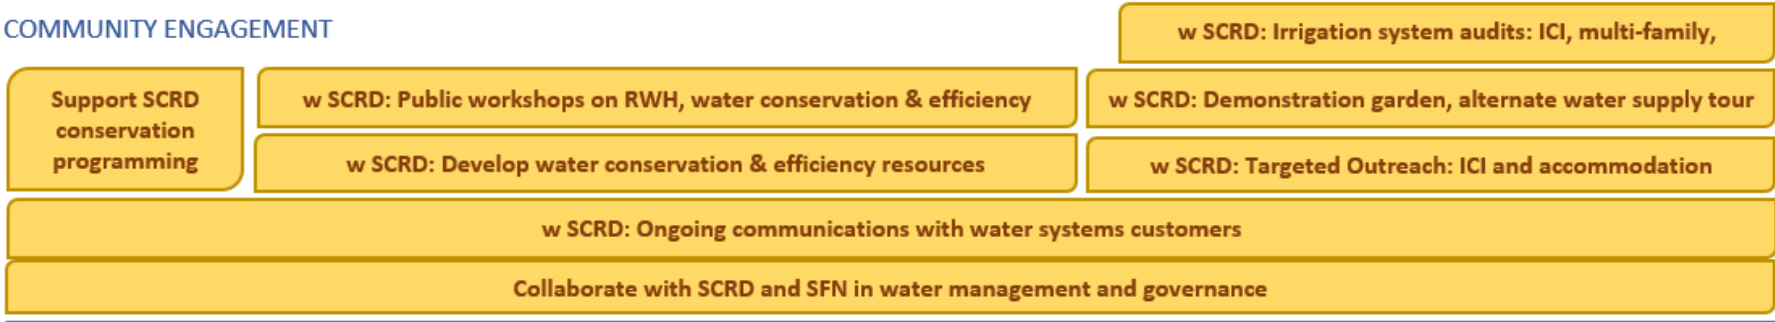 COMMUNITY ENGAGEMENT
w SCRD: Irrigation system audits: ICI, multi-family,
Support SCRD
conservation
programming
w SCRD: Public workshops on RWH, water conservation & efficiency
w SCRD: Demonstration garden, alternate water supply tour
w SCRD: Develop water conservation & efficiency resources
w SCRD: Targeted Outreach: ICI and accommodation
w SCRD: Ongoing communications with water systems customers
Collaborate with SCRD and SFN in water management and governance